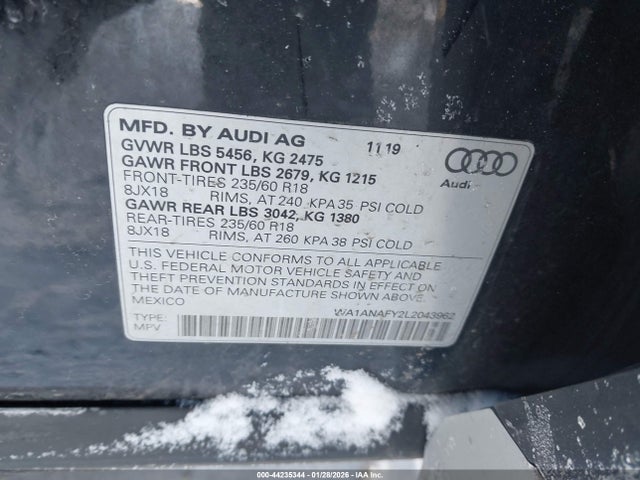 MFD. BY AUDI AG 11 19
GVWR LBS 5456, KG 2475
GAWR FRONT LBS 2679, KG 1215
FRONT-TIRES 235/60 R18
8JX18 RIMS, AT 240 KPA 35 PSI COLD
GAWR REAR LBS 3042, KG 1380
REAR-TIRES 235/60 R18
8JX18 RIMS, AT 260 KPA 38 PSI COLD
Audi
THIS VEHICLE CONFORMS TO ALL APPLICABLE
U.S. FEDERAL MOTOR VEHICLE SAFETY AND
THEFT PREVENTION STANDARDS IN EFFECT ON
THE DATE OF MANUFACTURE SHOWN ABOVE.
MEXICO
WA1ANAFY2L2043962
TYPE:
MPV
000-44235344 | 01/28/2026 - IAA Inc.